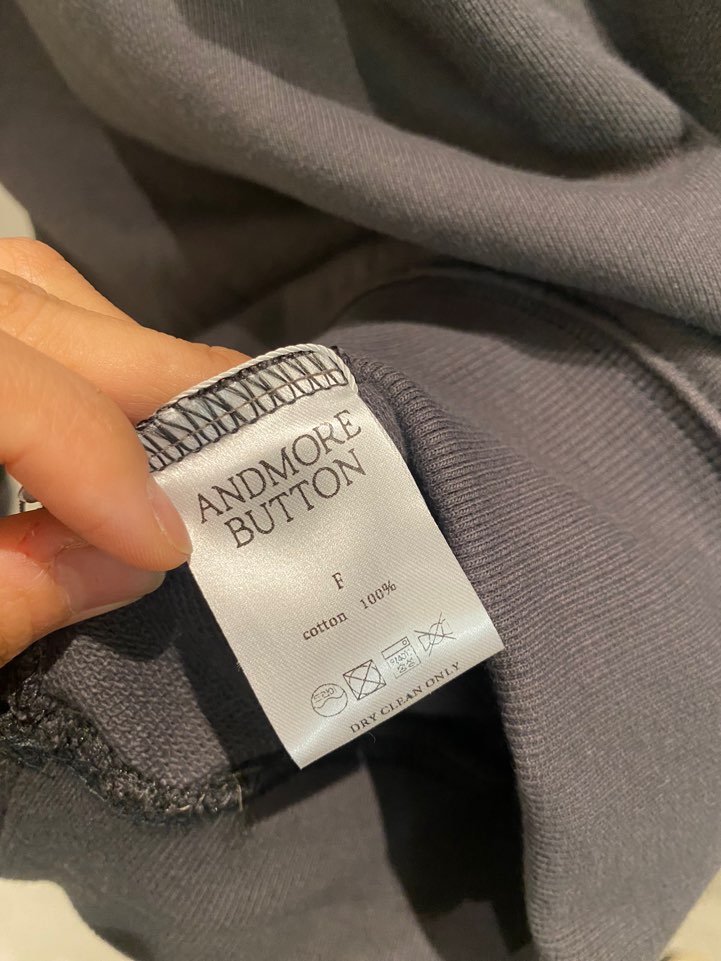 ANDMORE
BUTTON
F
cotton 100%
DRY CLEAN ONLY